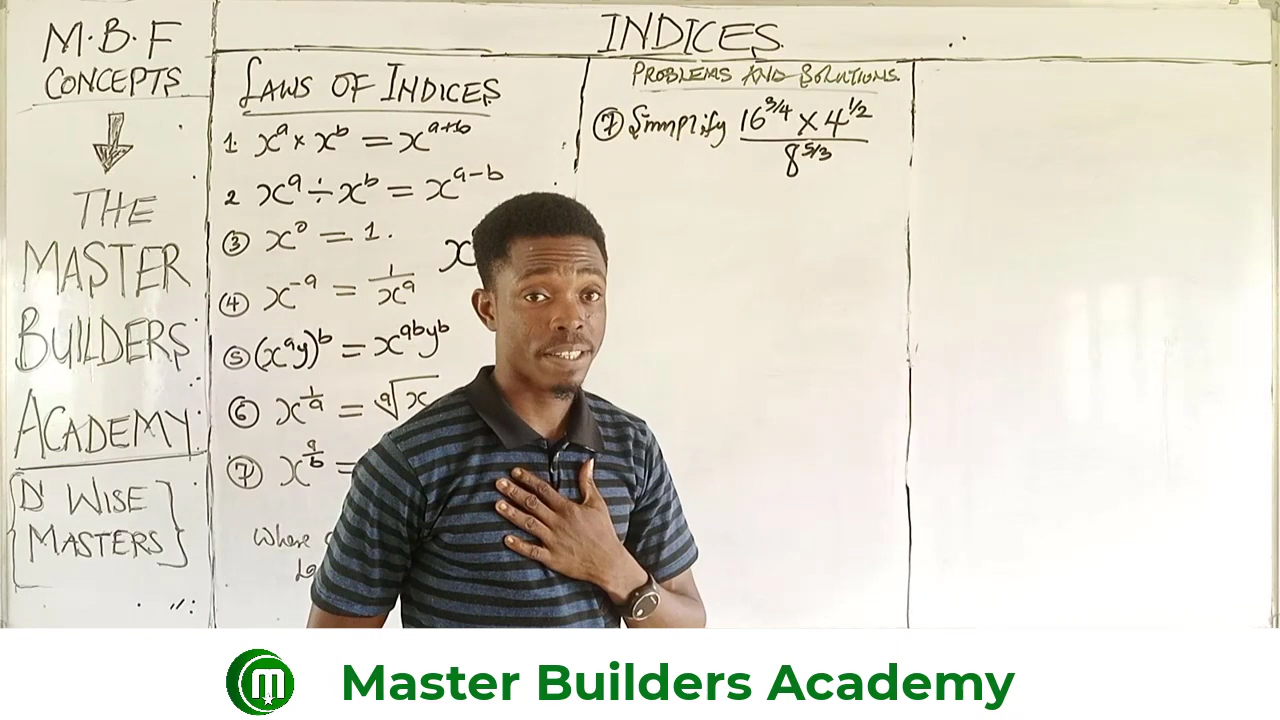 M.B.F
CONCEPTS
THE
MASTER
BUILDERS
ACADEMY
D' WISE
MASTERS
INDICES
LAWS OF INDICES
1. x^a × x^b = x^{a+b}
2 x^a ÷ x^b = x^{a-b}
③ x^0 = 1.
x
④ x^{-a} = 1/x^a
⑤ (x^a y)^b = x^{ab}y^b
⑥ x^{1/a} = ᵃ√x
⑦ x^{a/b} =
Where
PROBLEMS AND SOLUTIONS
⑦ Simplify 16^{3/4} × 4^{1/2}
8^{5/3}
M
Master Builders Academy